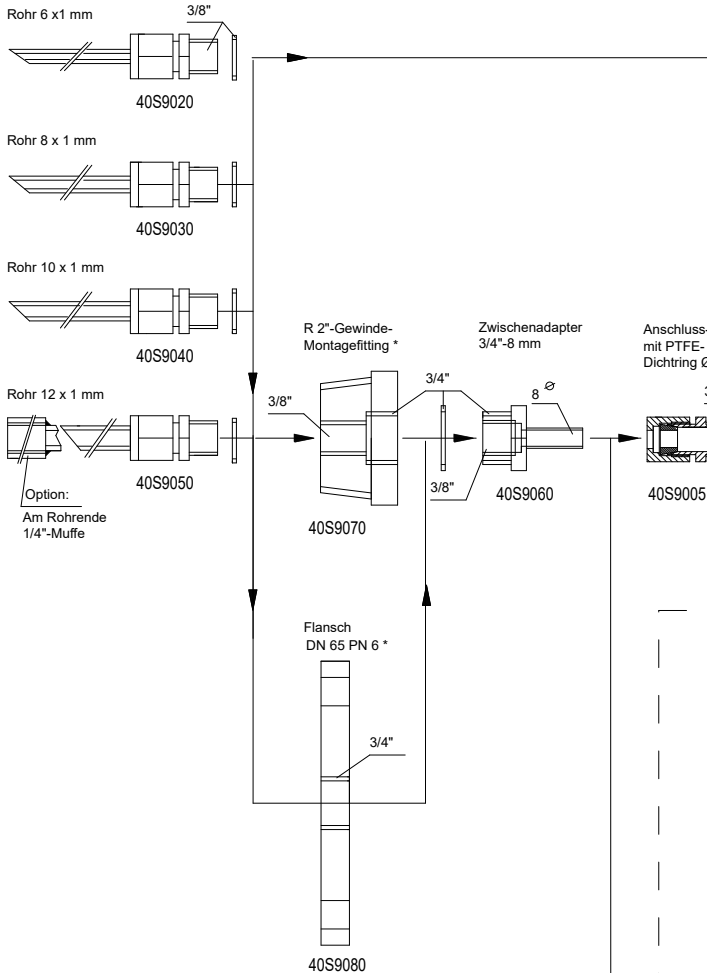 Rohr 6 x1 mm
3/8"
40S9020
Rohr 8 x 1 mm
40S9030
Rohr 10 x 1 mm
40S9040
Rohr 12 x 1 mm
40S9050
Option:
Am Rohrende
1/4"-Muffe
R 2"-Gewinde-
Montagefitting *
3/8"
3/4"
40S9070
Zwischenadapter
3/4"-8 mm
8 Ø
3/8"
40S9060
Anschluss-
mit PTFE-
Dichtring Ø
3
40S9005
Flansch
DN 65 PN 6 *
3/4"
40S9080